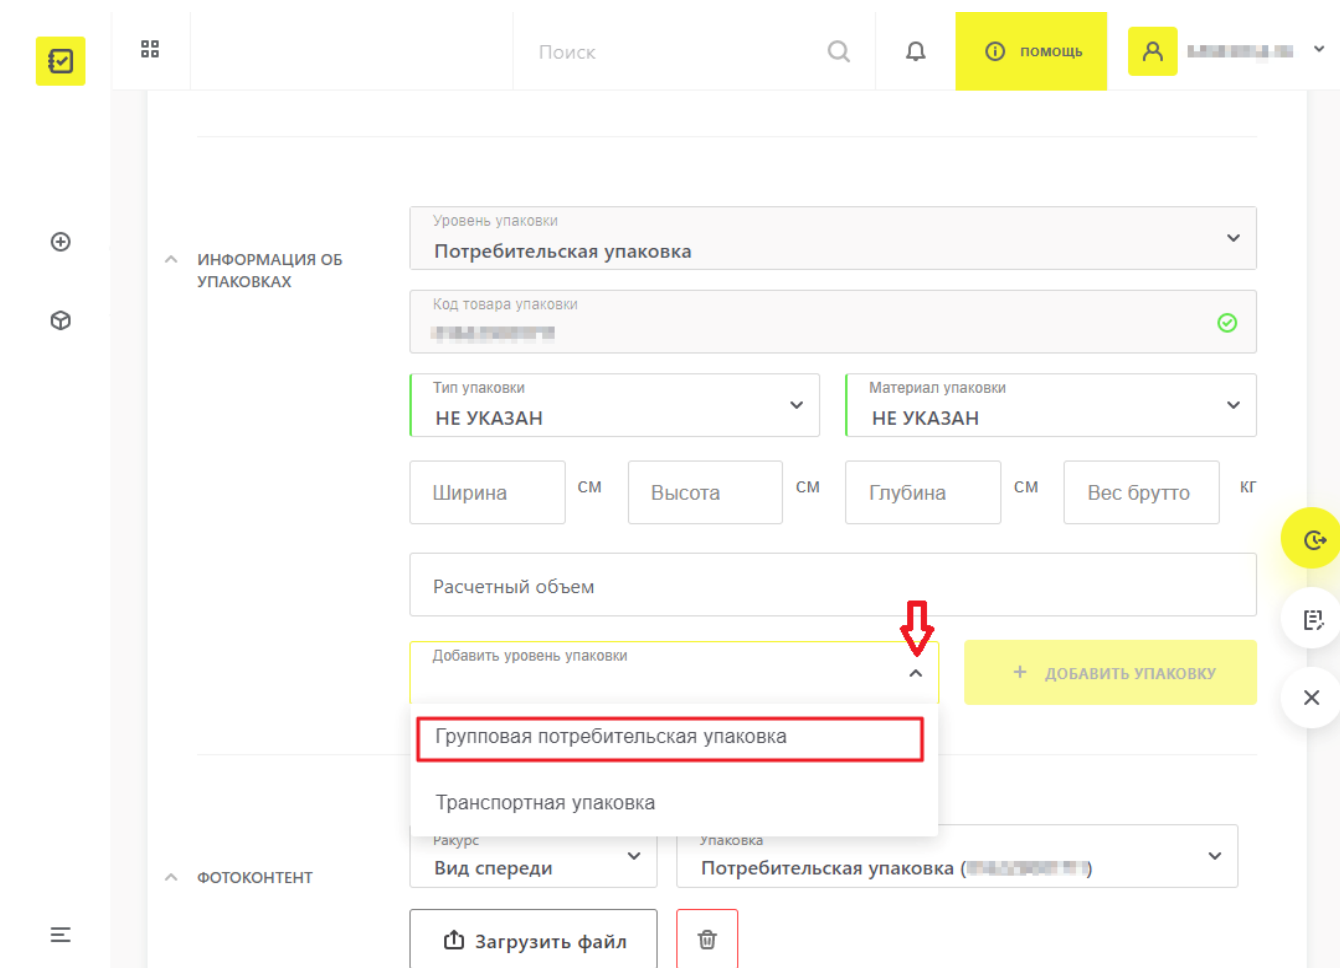 Поиск
ПОМОЩЬ
ИНФОРМАЦИЯ ОБ
УПАКОВКАХ
Уровень упаковки
Потребительская упаковка
Код товара упаковки
Тип упаковки
НЕ УКАЗАН
Материал упаковки
НЕ УКАЗАН
Ширина
СМ
Высота
СМ
Глубина
СМ
Вес брутто
КГ
Расчетный объем
Добавить уровень упаковки
+ ДОБАВИТЬ УПАКОВКУ
Групповая потребительская упаковка
Транспортная упаковка
ФОТОКОНТЕНТ
Ракурс
Вид спереди
Упаковка
Потребительская упаковка ( )
Загрузить файл